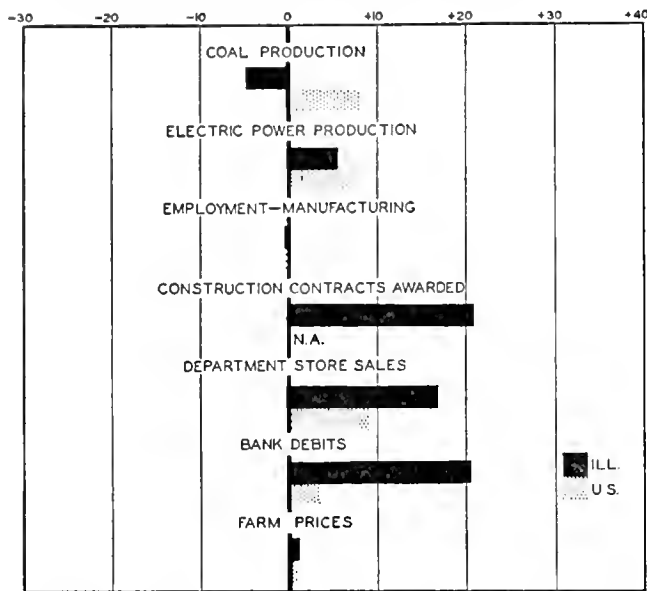 -30 -20 -10 0 +10 +20 +30 +40
COAL PRODUCTION
ELECTRIC POWER PRODUCTION
EMPLOYMENT—MANUFACTURING
CONSTRUCTION CONTRACTS AWARDED
N.A.
DEPARTMENT STORE SALES
BANK DEBITS
ILL.
U.S.
FARM PRICES